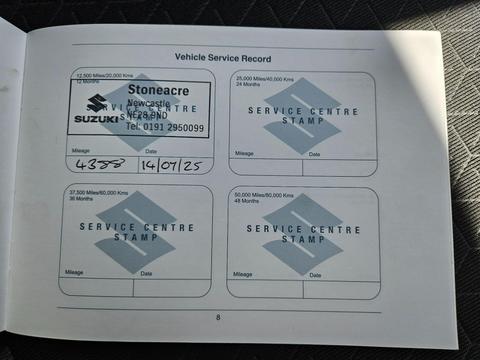 Vehicle Service Record
12,500 Miles/20,000 Kms
12 Months
Stoneacre
Newcastle
NE28 9ND
Tel: 0191 2950099
SUZUKI
SERVICE CENTRE
STAMP
Mileage Date
4388 14/07/25
25,000 Miles/40,000 Kms
24 Months
SERVICE CENTRE
STAMP
Mileage Date
37,500 Miles/60,000 Kms
36 Months
SERVICE CENTRE
STAMP
Mileage Date
50,000 Miles/80,000 Kms
48 Months
SERVICE CENTRE
STAMP
Mileage Date
8